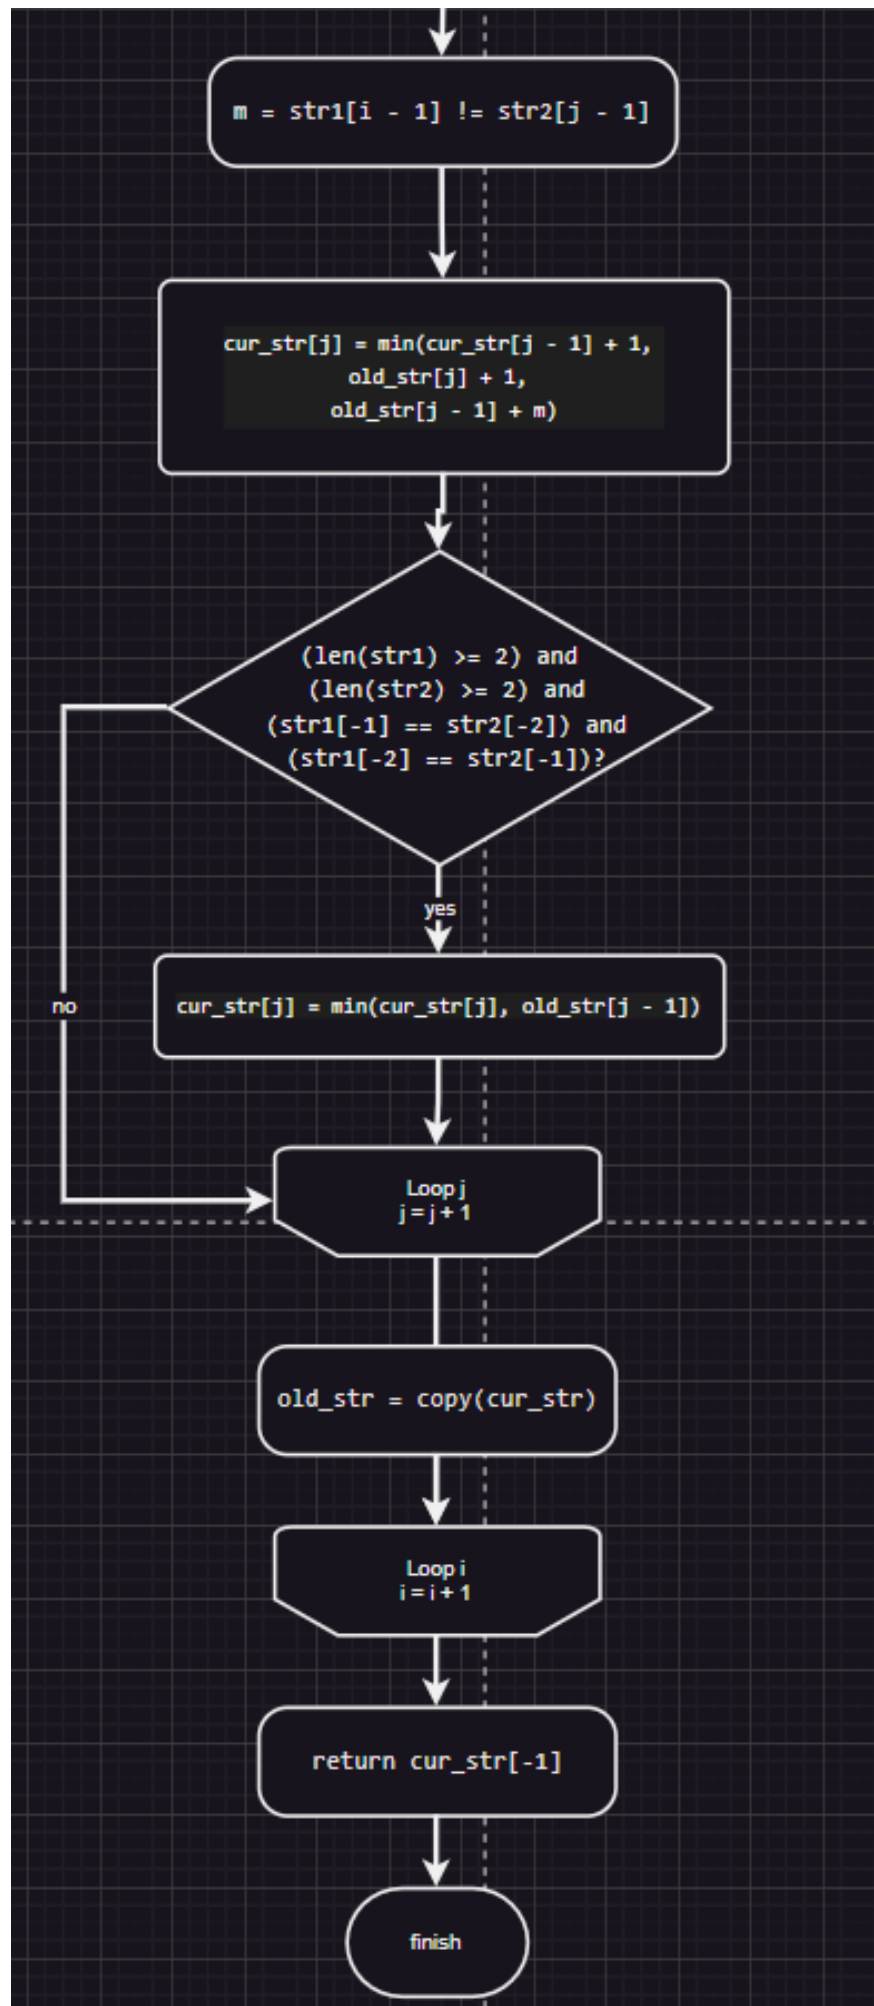 m = str1[i - 1] != str2[j - 1]
cur_str[j] = min(cur_str[j - 1] + 1,
old_str[j] + 1,
old_str[j - 1] + m)
(len(str1) >= 2) and
(len(str2) >= 2) and
(str1[-1] == str2[-2]) and
(str1[-2] == str2[-1])?
yes
no
cur_str[j] = min(cur_str[j], old_str[j - 1])
Loop j
j = j + 1
old_str = copy(cur_str)
Loop i
i = i + 1
return cur_str[-1]
finish